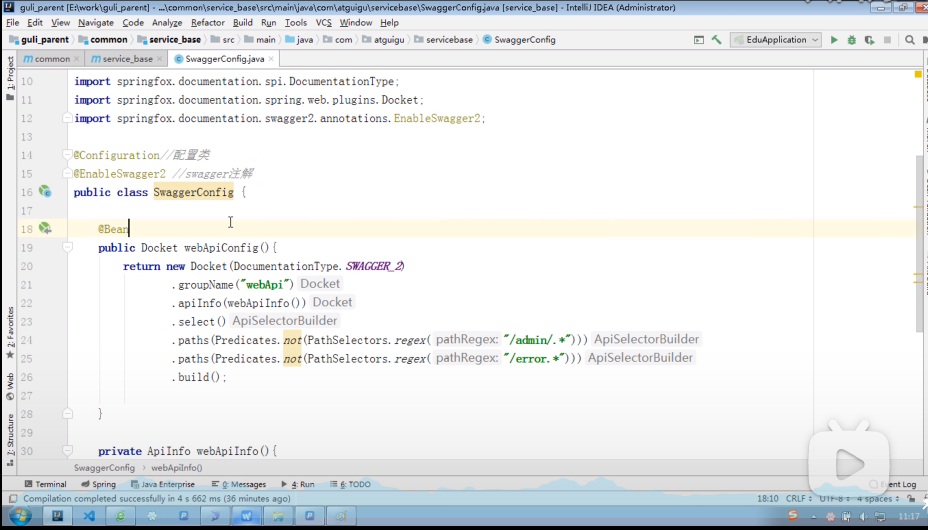 guli_parent [E:\work\guli_parent] - ...\common\service_base\src\main\java\com\atguigu\servicebase\SwaggerConfig.java [service_base] - IntelliJ IDEA (Administrator)
File Edit View Navigate Code Analyze Refactor Build Run Tools VCS Window Help
guli_parent common service_base src main java com atguigu servicebase SwaggerConfig EduApplication
common service_base SwaggerConfig.java
1: Project
10 import springfox.documentation.spi.DocumentationType;
11 import springfox.documentation.spring.web.plugins.Docket;
12 import springfox.documentation.swagger2.annotations.EnableSwagger2;
13
14 @Configuration//配置类
15 @EnableSwagger2 //swagger注解
16 public class SwaggerConfig {
17
18 @Bean
19 public Docket webApiConfig(){
20 return new Docket(DocumentationType.SWAGGER_2)
21 .groupName("webApi") Docket
22 .apiInfo(webApiInfo()) Docket
23 .select() ApiSelectorBuilder
24 .paths(Predicates.not(PathSelectors.regex( pathRegex: "/admin/.*"))) ApiSelectorBuilder
25 .paths(Predicates.not(PathSelectors.regex( pathRegex: "/error.*"))) ApiSelectorBuilder
26 .build();
27
28 }
29
30 private ApiInfo webApiInfo(){
2: Favorites
Web
7: Structure
SwaggerConfig webApiInfo()
Terminal Spring Java Enterprise 0: Messages 4: Run 6: TODO Event Log
Compilation completed successfully in 4 s 662 ms (36 minutes ago) 18:10 CRLF UTF-8 4 spaces
11:17